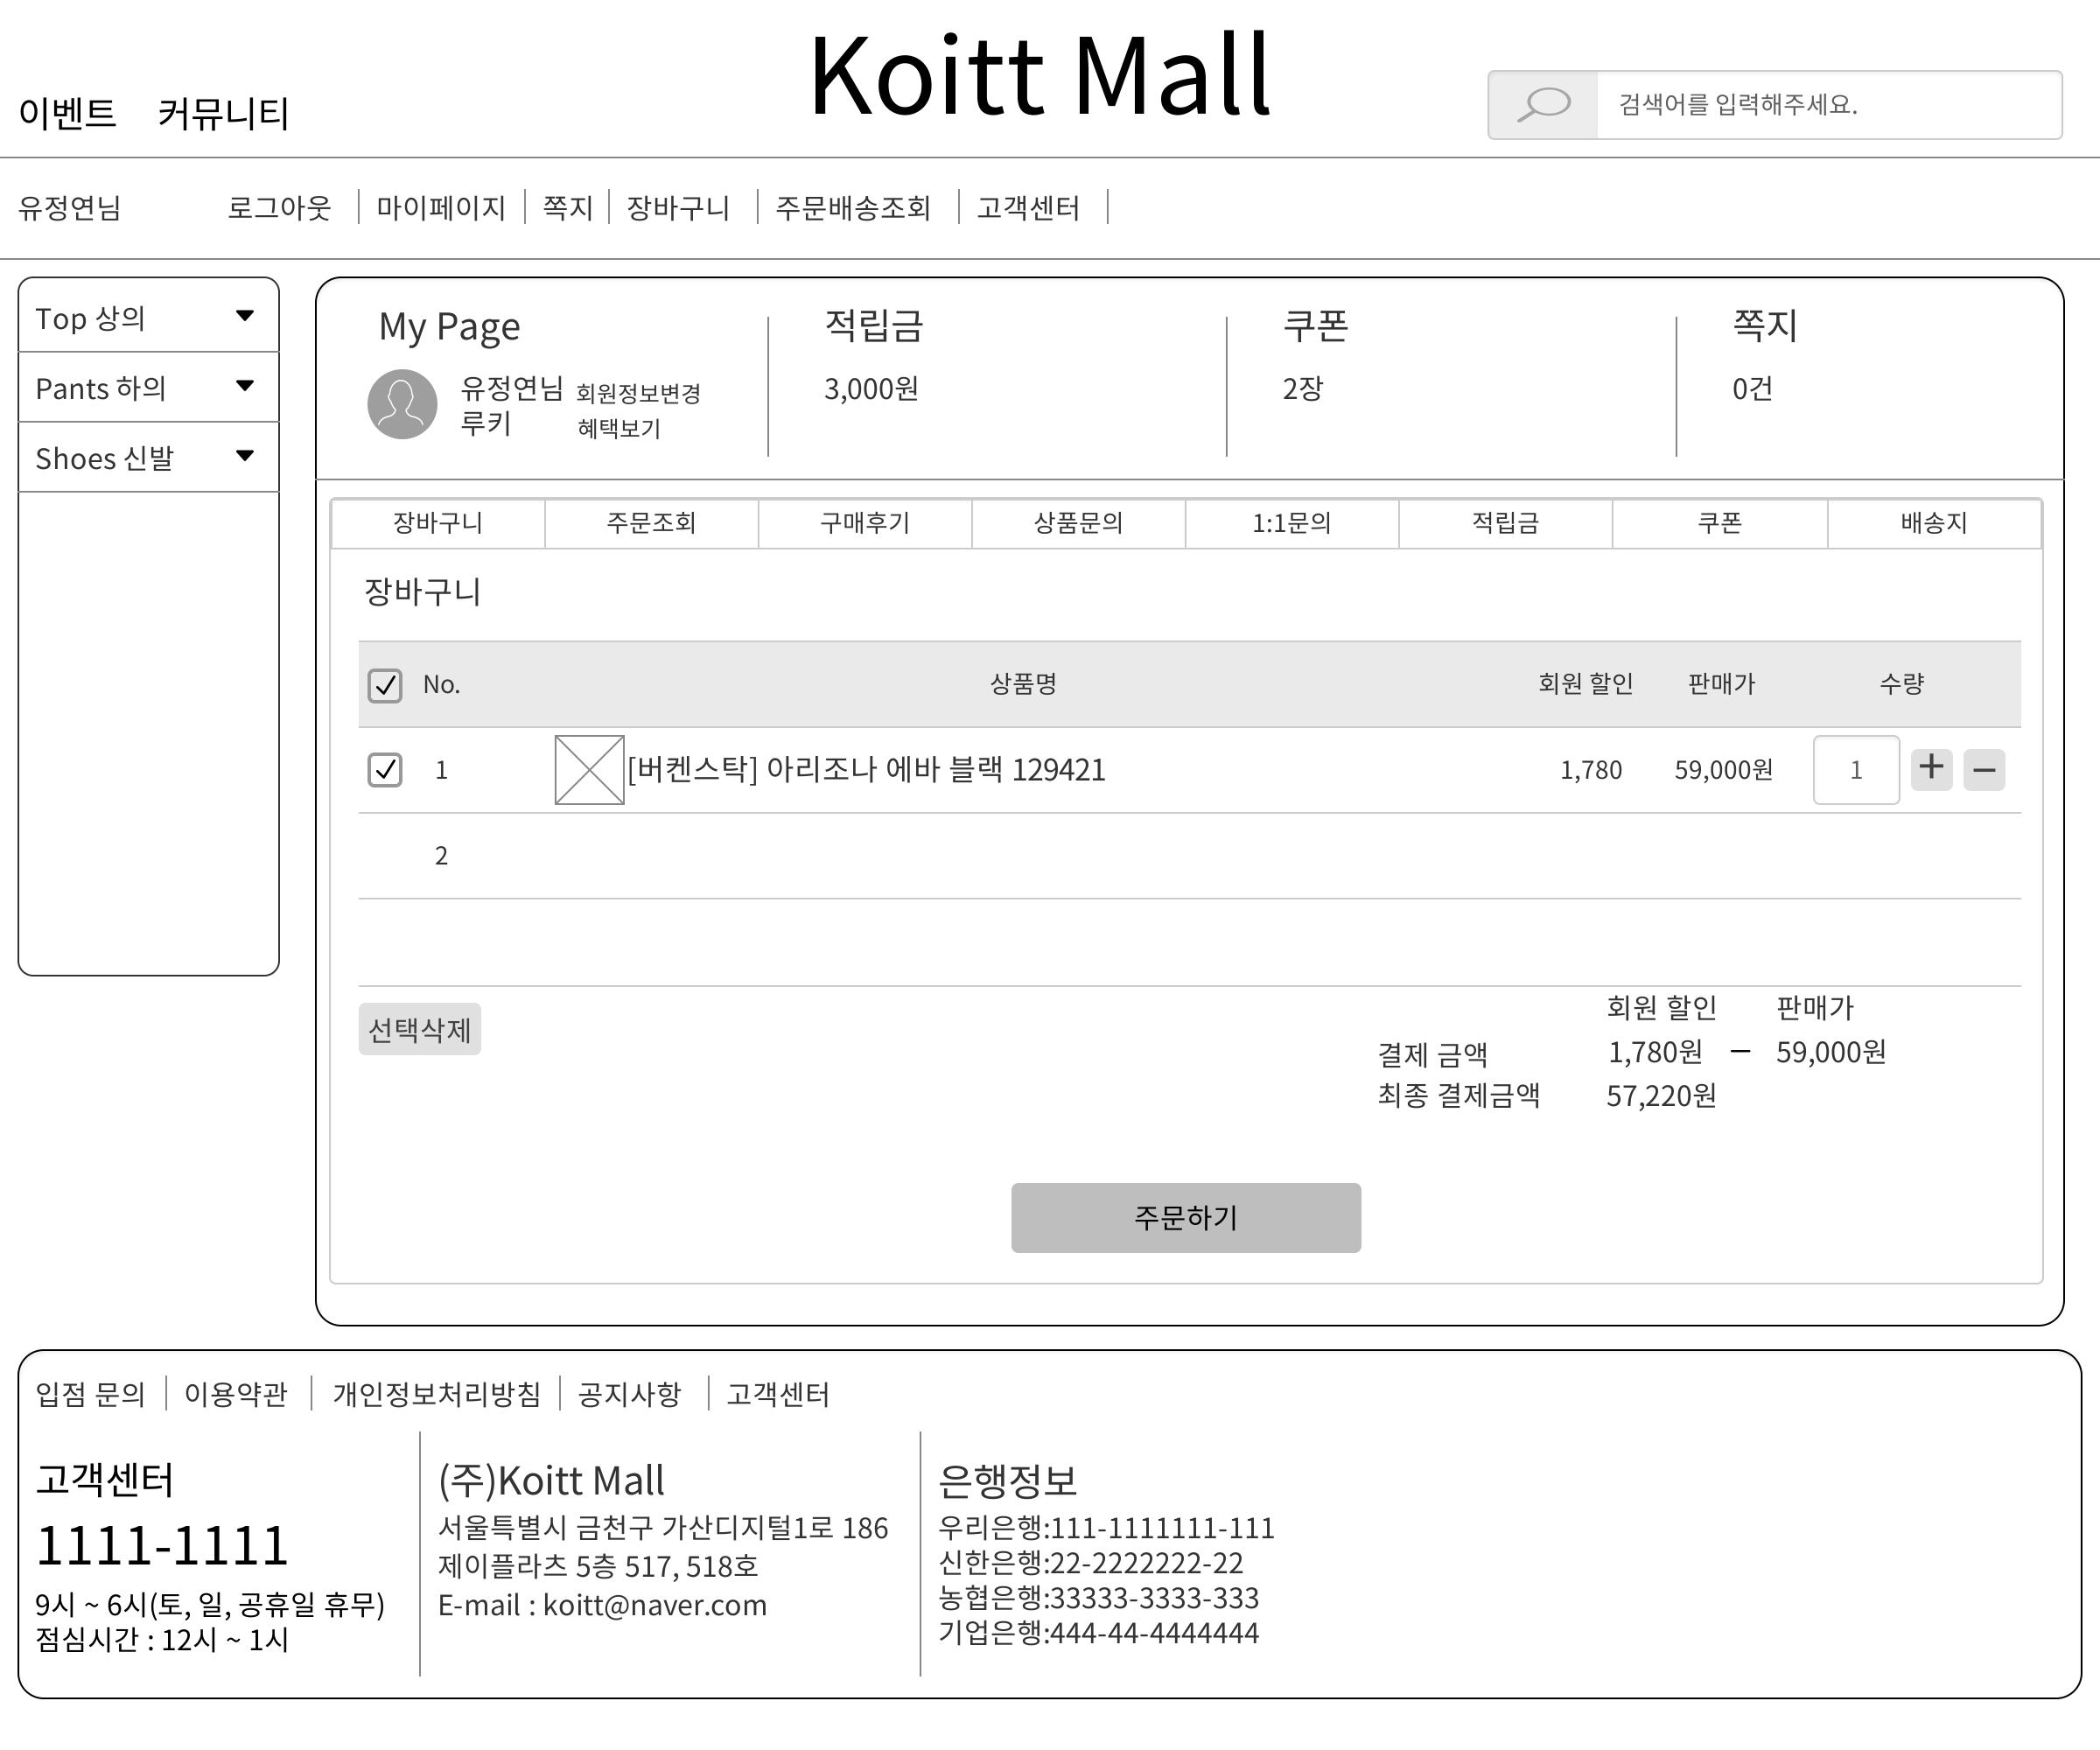 Koitt Mall
이벤트 커뮤니티
검색어를 입력해주세요.
유정연님 로그아웃 마이페이지 쪽지 장바구니 주문배송조회 고객센터
Top 상의
Pants 하의
Shoes 신발
My Page
유정연님 회원정보변경
루키 혜택보기
적립금
3,000원
쿠폰
2장
쪽지
0건
장바구니 주문조회 구매후기 상품문의 1:1문의 적립금 쿠폰 배송지
장바구니
No. 상품명 회원 할인 판매가 수량
1 [버켄스탁] 아리조나 에바 블랙 129421 1,780 59,000원 1 + −
2
선택삭제
회원 할인 판매가
결제 금액 1,780원 − 59,000원
최종 결제금액 57,220원
주문하기
입점 문의 이용약관 개인정보처리방침 공지사항 고객센터
고객센터
1111-1111
9시 ~ 6시(토, 일, 공휴일 휴무)
점심시간 : 12시 ~ 1시
(주)Koitt Mall
서울특별시 금천구 가산디지털1로 186
제이플라츠 5층 517, 518호
E-mail : koitt@naver.com
은행정보
우리은행:111-1111111-111
신한은행:22-2222222-22
농협은행:33333-3333-333
기업은행:444-44-4444444